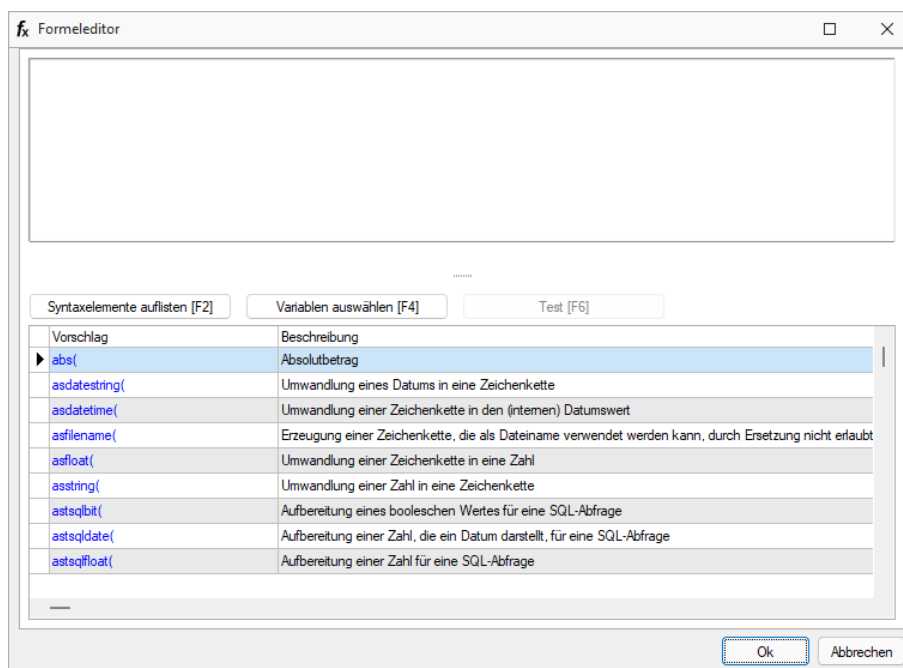 fx Formeleditor
Syntaxelemente auflisten [F2] Variablen auswählen [F4] Test [F6]
Vorschlag Beschreibung
abs( Absolutbetrag
asdatestring( Umwandlung eines Datums in eine Zeichenkette
asdatetime( Umwandlung einer Zeichenkette in den (internen) Datumswert
asfilename( Erzeugung einer Zeichenkette, die als Dateiname verwendet werden kann, durch Ersetzung nicht erlaubt
asfloat( Umwandlung einer Zeichenkette in eine Zahl
asstring( Umwandlung einer Zahl in eine Zeichenkette
astsqlbit( Aufbereitung eines booleschen Wertes für eine SQL-Abfrage
astsqldate( Aufbereitung einer Zahl, die ein Datum darstellt, für eine SQL-Abfrage
astsqlfloat( Aufbereitung einer Zahl für eine SQL-Abfrage
Ok Abbrechen